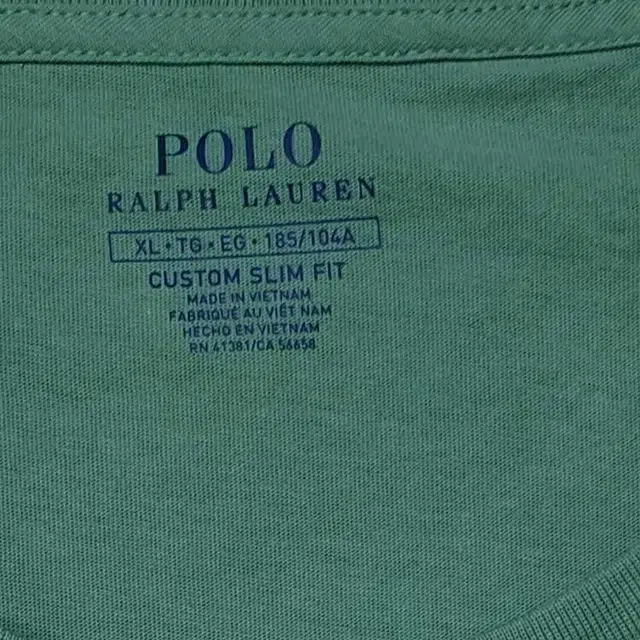 POLO
RALPH LAUREN
XL • TG • EG • 185/104A
CUSTOM SLIM FIT
MADE IN VIETNAM
FABRIQUÉ AU VIÊT NAM
HECHO EN VIETNAM
RN 41381/CA 56658